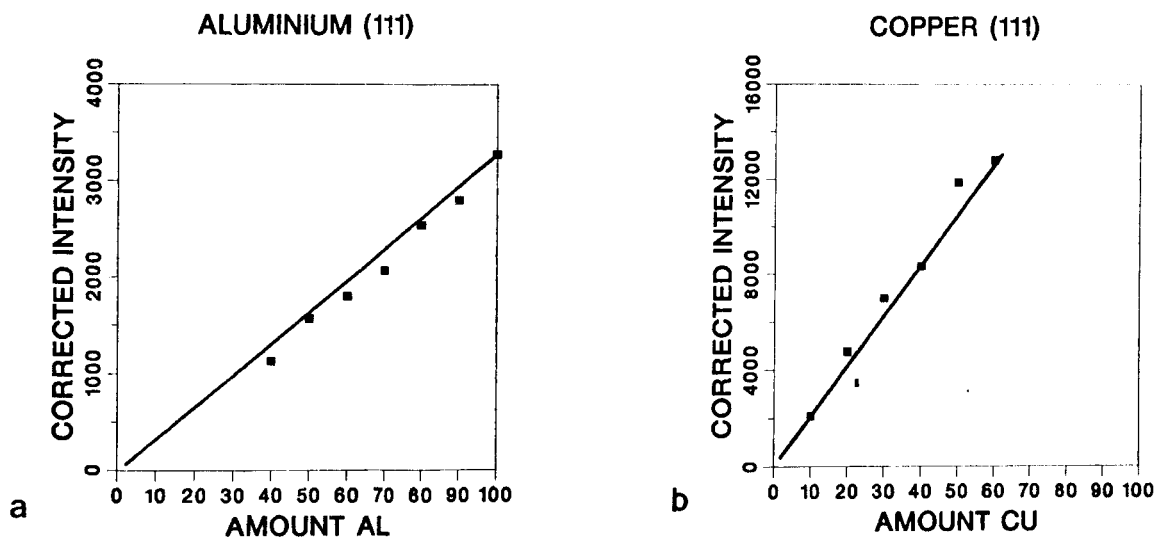 ALUMINIUM (111)
CORRECTED INTENSITY
4000
3000
2000
1000
0
0 10 20 30 40 50 60 70 80 90 100
AMOUNT AL
a
COPPER (111)
CORRECTED INTENSITY
16000
12000
8000
4000
0
0 10 20 30 40 50 60 70 80 90 100
AMOUNT CU
b